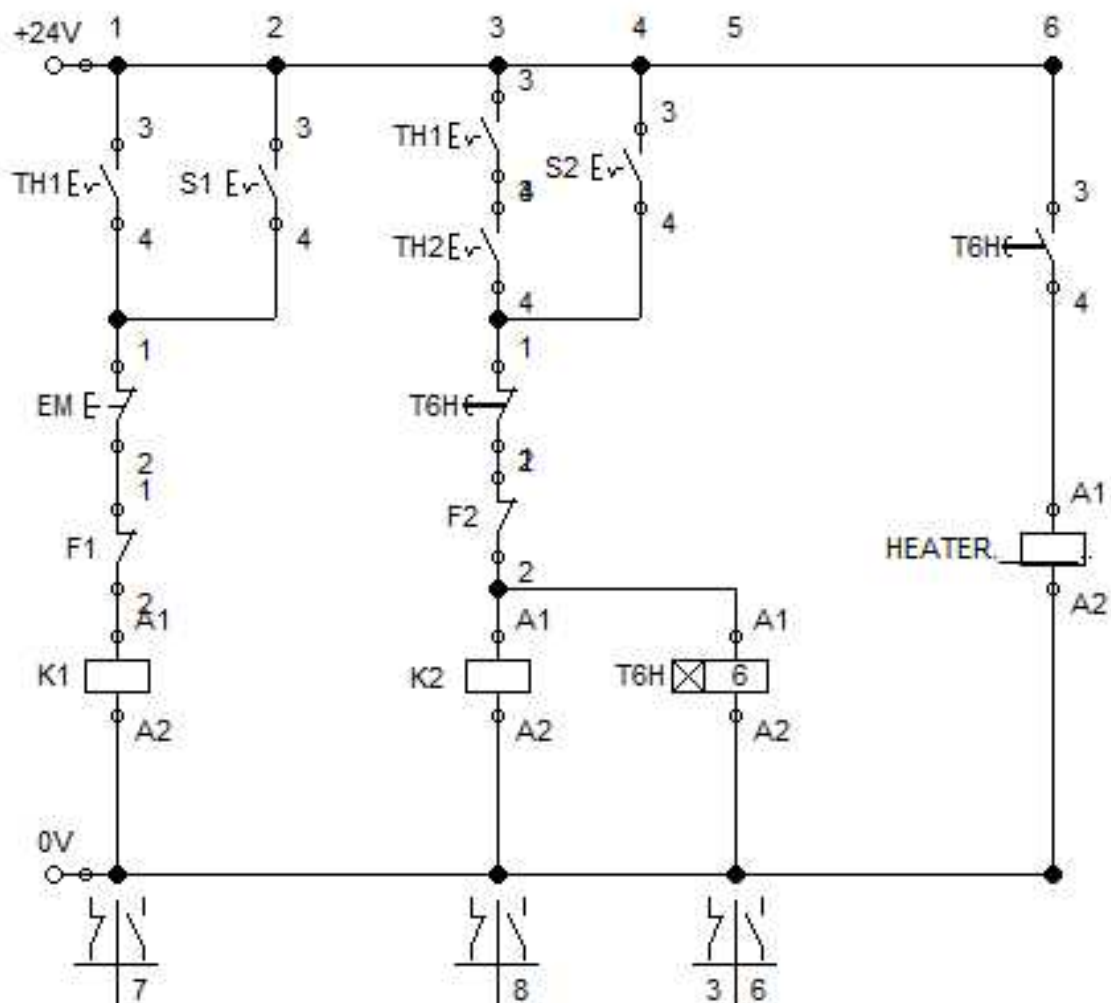 1 2 3 4 5 6
+24V
3 3 3 3 3
TH1 S1 TH1 S2 T6H
4 4 4 4
3
TH2
4
1 1
EM T6H
2 2
1 1
F1 F2 HEATER A1
2 2 A2
A1 A1 A1
K1 K2 T6H 6
A2 A2 A2
0V
7 8 3 6